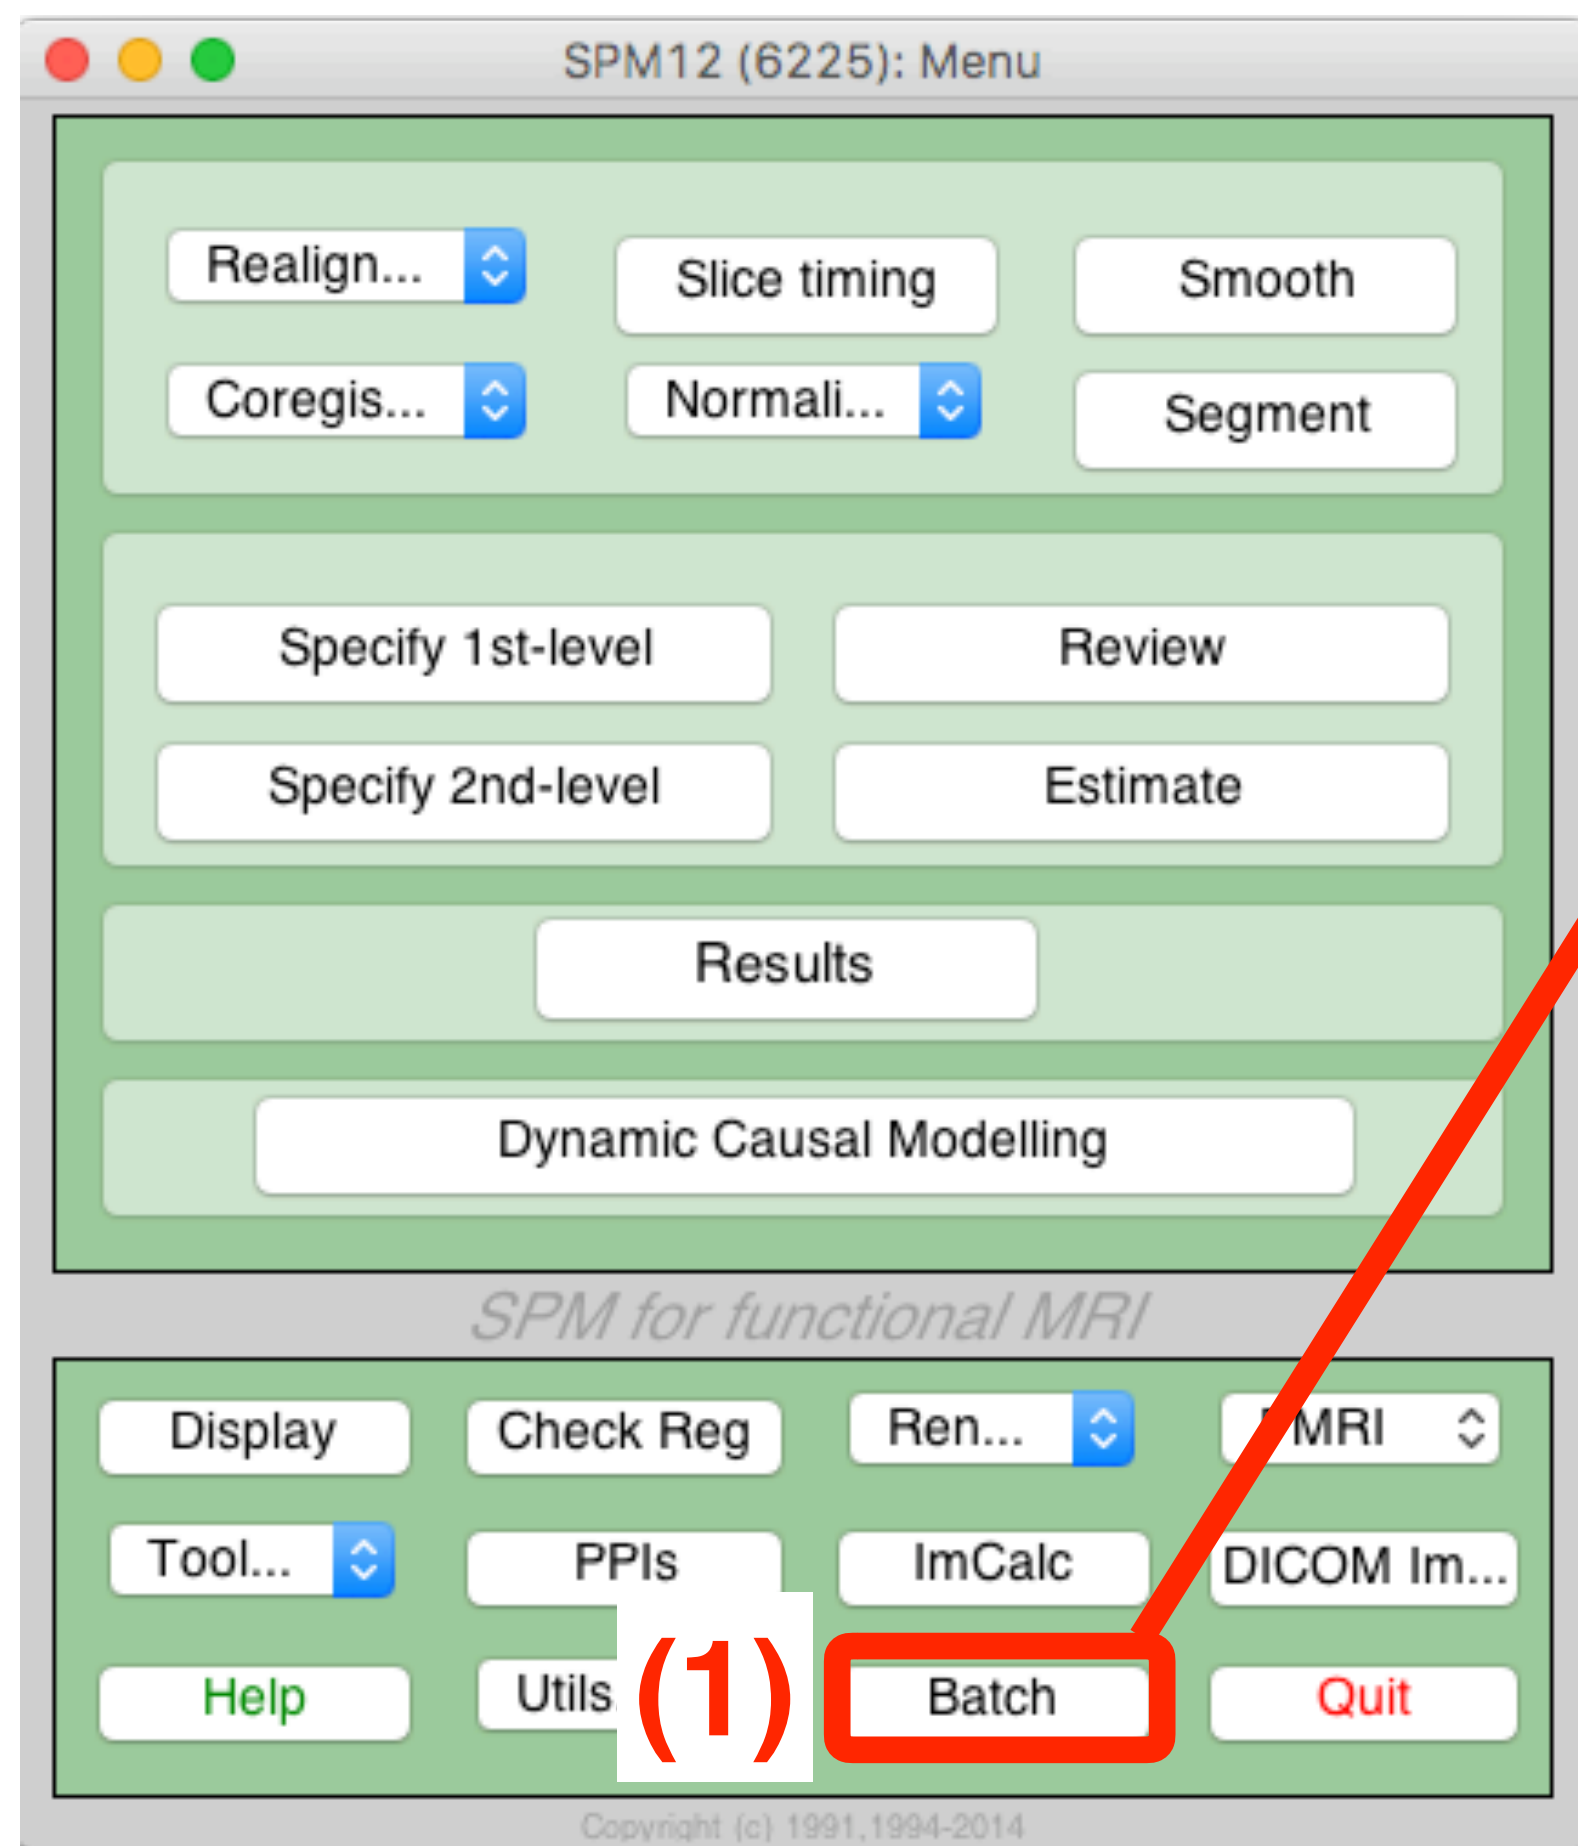 SPM12 (6225): Menu
Realign... Slice timing Smooth
Coregis... Normali... Segment
Specify 1st-level Review
Specify 2nd-level Estimate
Results
Dynamic Causal Modelling
SPM for functional MRI
Display Check Reg Ren... MRI
Tool... PPIs ImCalc DICOM Im...
Help Utils. (1) Batch Quit
Copyright (c) 1991,1994-2014